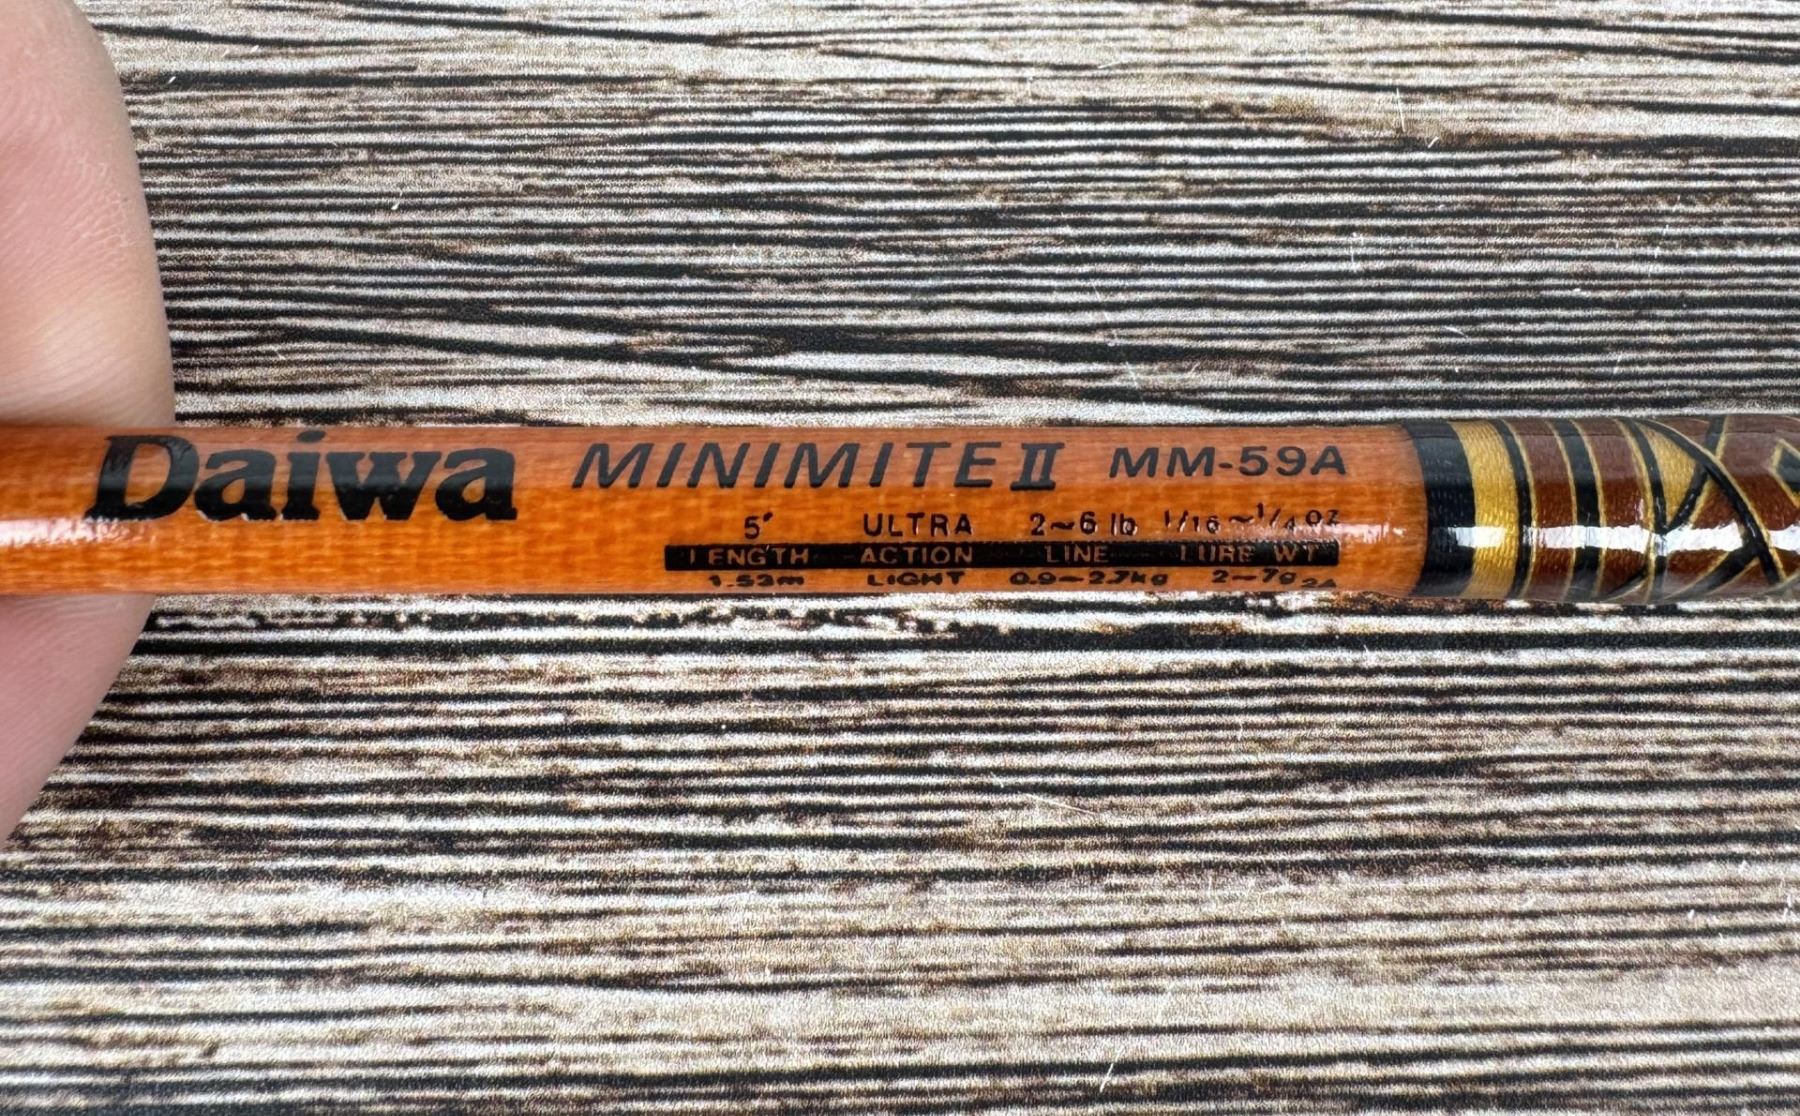 Daiwa MINIMITE II MM-59A
5' ULTRA 2~6 lb 1/16~1/4 oz
LENGTH ACTION LINE LURE WT
1.53m LIGHT 0.9~2.7kg 2~7g 2A